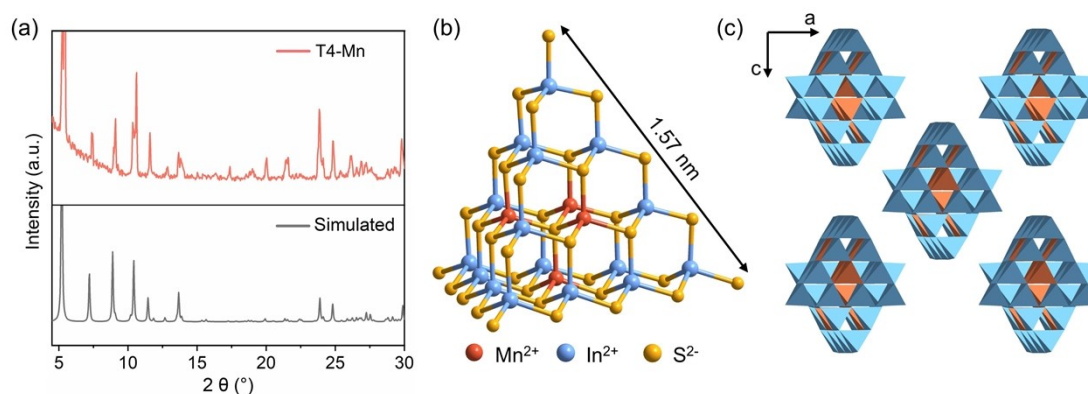 (a)
T4-Mn
Simulated
Intensity (a.u.)
5 10 15 20 25 30
2 θ (°)
(b)
1.57 nm
Mn²⁺ In²⁺ S²⁻
(c)
a
c